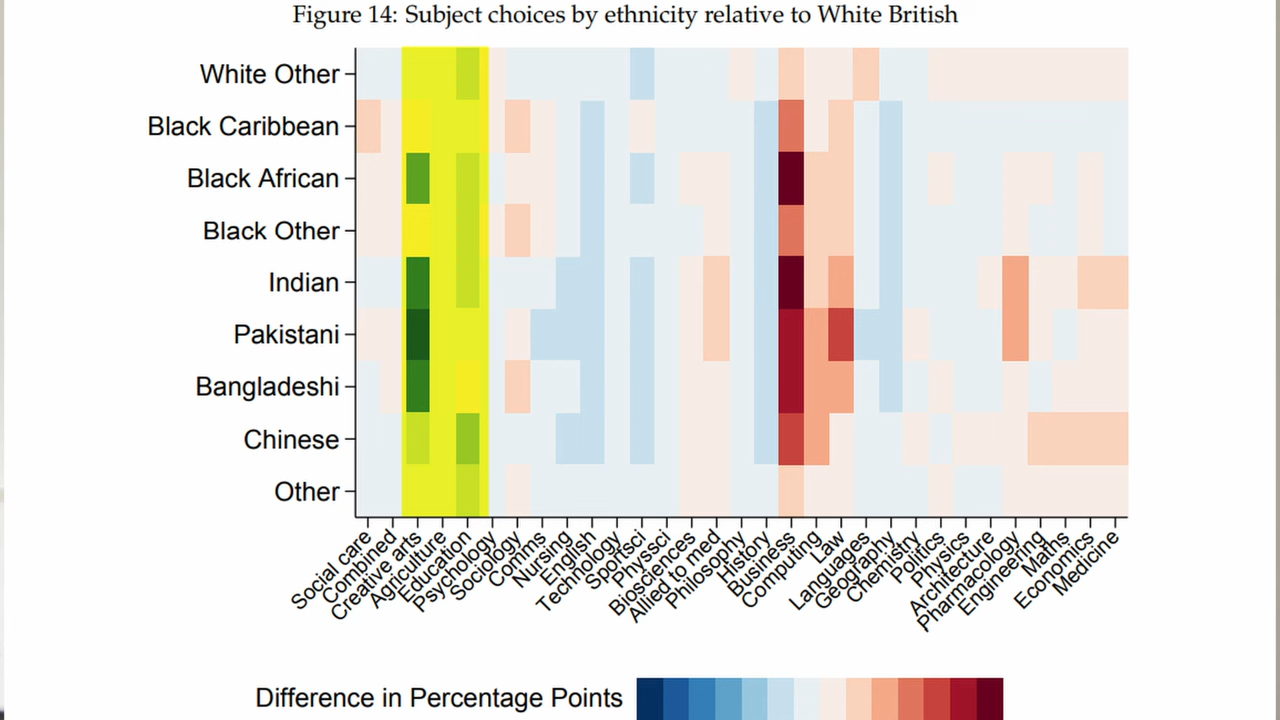 Figure 14: Subject choices by ethnicity relative to White British
White Other
Black Caribbean
Black African
Black Other
Indian
Pakistani
Bangladeshi
Chinese
Other
Social care
Combined
Creative arts
Agriculture
Education
Psychology
Sociology
Comms
Nursing
English
Technology
Sportsci
Physsci
Biosciences
Allied to med
Philosophy
History
Business
Computing
Law
Languages
Geography
Chemistry
Politics
Physics
Architecture
Pharmacology
Engineering
Maths
Economics
Medicine
Difference in Percentage Points